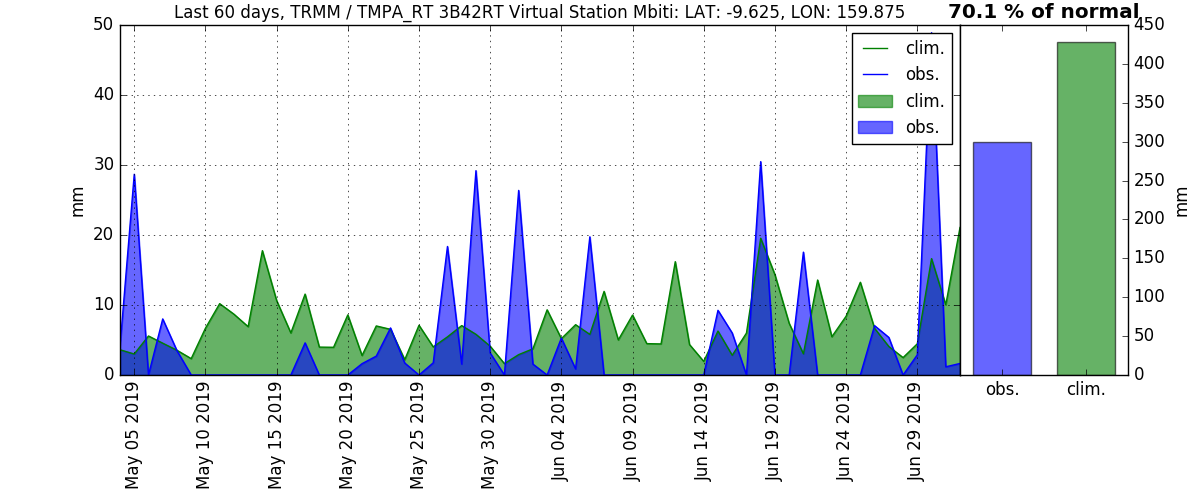 Last 60 days, TRMM / TMPA_RT 3B42RT Virtual Station Mbiti: LAT: -9.625, LON: 159.875
70.1 % of normal
50
40
30
20
10
0
mm
clim.
obs.
clim.
obs.
450
400
350
300
250
200
150
100
50
0
mm
May 05 2019
May 10 2019
May 15 2019
May 20 2019
May 25 2019
May 30 2019
Jun 04 2019
Jun 09 2019
Jun 14 2019
Jun 19 2019
Jun 24 2019
Jun 29 2019
obs.
clim.